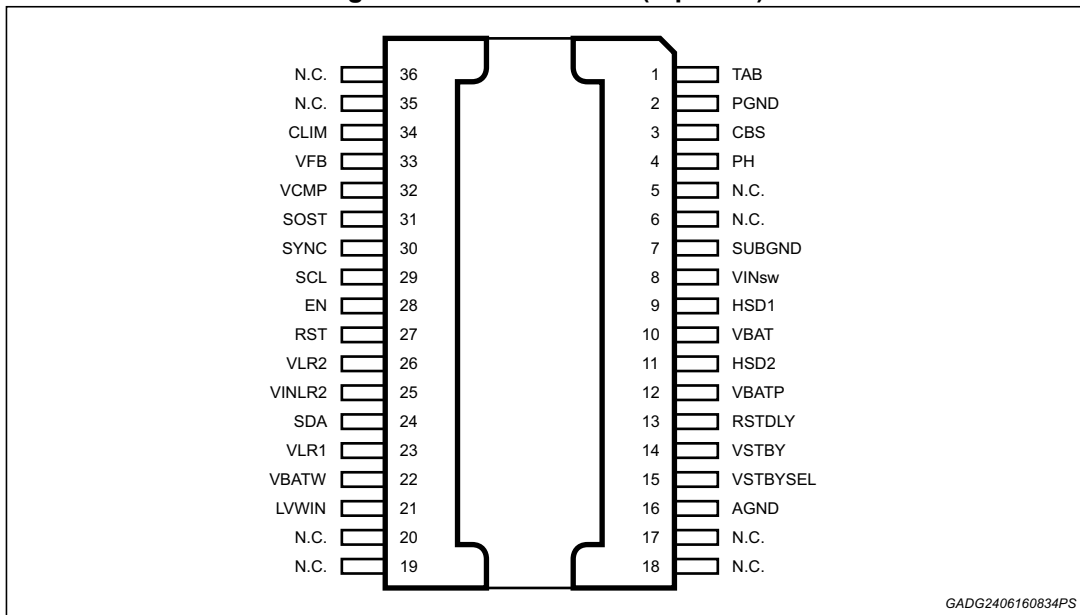 N.C. 36 1 TAB
N.C. 35 2 PGND
CLIM 34 3 CBS
VFB 33 4 PH
VCMP 32 5 N.C.
SOST 31 6 N.C.
SYNC 30 7 SUBGND
SCL 29 8 VINsw
EN 28 9 HSD1
RST 27 10 VBAT
VLR2 26 11 HSD2
VINLR2 25 12 VBATP
SDA 24 13 RSTDLY
VLR1 23 14 VSTBY
VBATW 22 15 VSTBYSEL
LVWIN 21 16 AGND
N.C. 20 17 N.C.
N.C. 19 18 N.C.
GADG2406160834PS